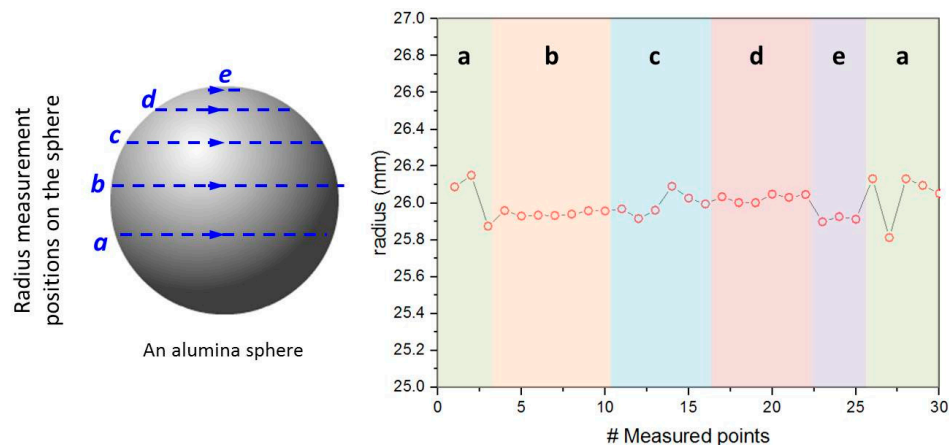 Radius measurement
positions on the sphere
e
d
c
b
a
An alumina sphere
27.0
26.8
26.6
26.4
26.2
26.0
25.8
25.6
25.4
25.2
25.0
radius (mm)
a b c d e a
0 5 10 15 20 25 30
# Measured points